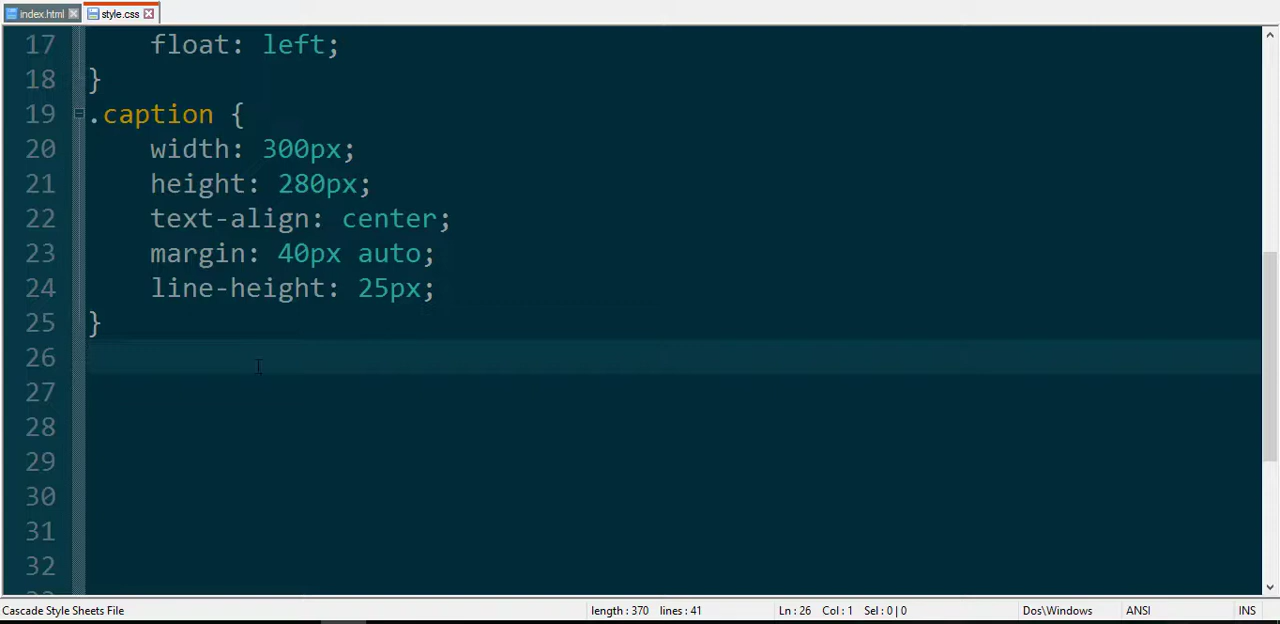 index.html style.css
17 float: left;
18 }
19 .caption {
20 width: 300px;
21 height: 280px;
22 text-align: center;
23 margin: 40px auto;
24 line-height: 25px;
25 }
26
27
28
29
30
31
32
Cascade Style Sheets File length : 370 lines : 41 Ln : 26 Col : 1 Sel : 0 | 0 Dos\Windows ANSI INS